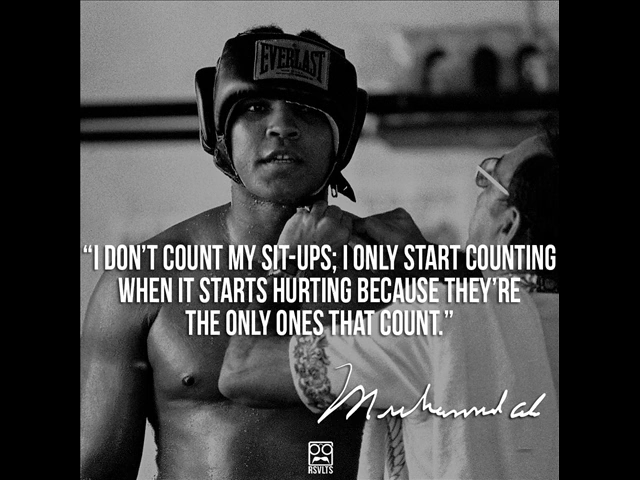 EVERLAST
“I DON’T COUNT MY SIT-UPS; I ONLY START COUNTING
WHEN IT STARTS HURTING BECAUSE THEY’RE
THE ONLY ONES THAT COUNT.”
Muhammad Ali
RSVLTS